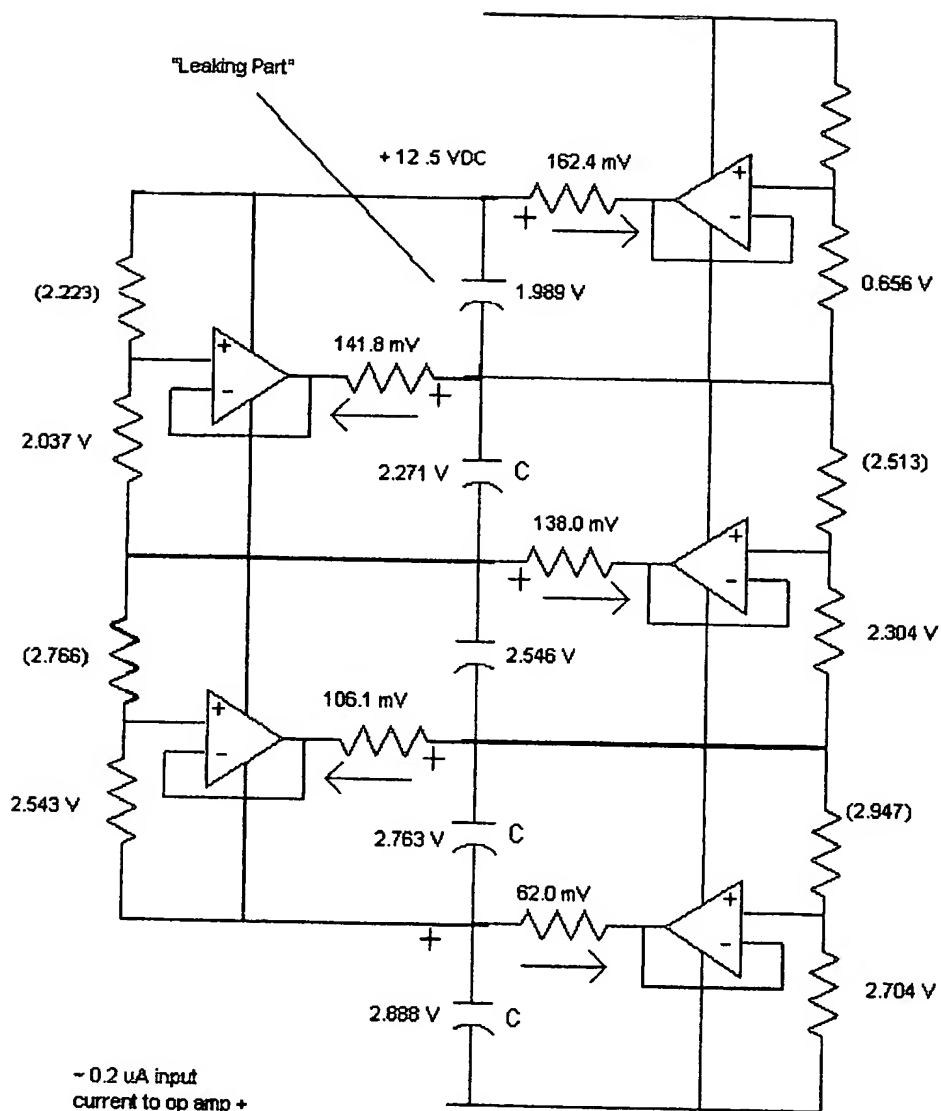 "Leaking Part"
+ 12 .5 VDC
162.4 mV
+
-
+
(2.223)
1.989 V
0.656 V
+
-
141.8 mV
+
2.037 V
2.271 V C
(2.513)
138.0 mV
+
-
+
(2.766)
2.546 V
2.304 V
+
-
106.1 mV
+
2.543 V
2.763 V C
(2.947)
62.0 mV
+
-
+
2.888 V C
2.704 V
~ 0.2 uA input
current to op amp +